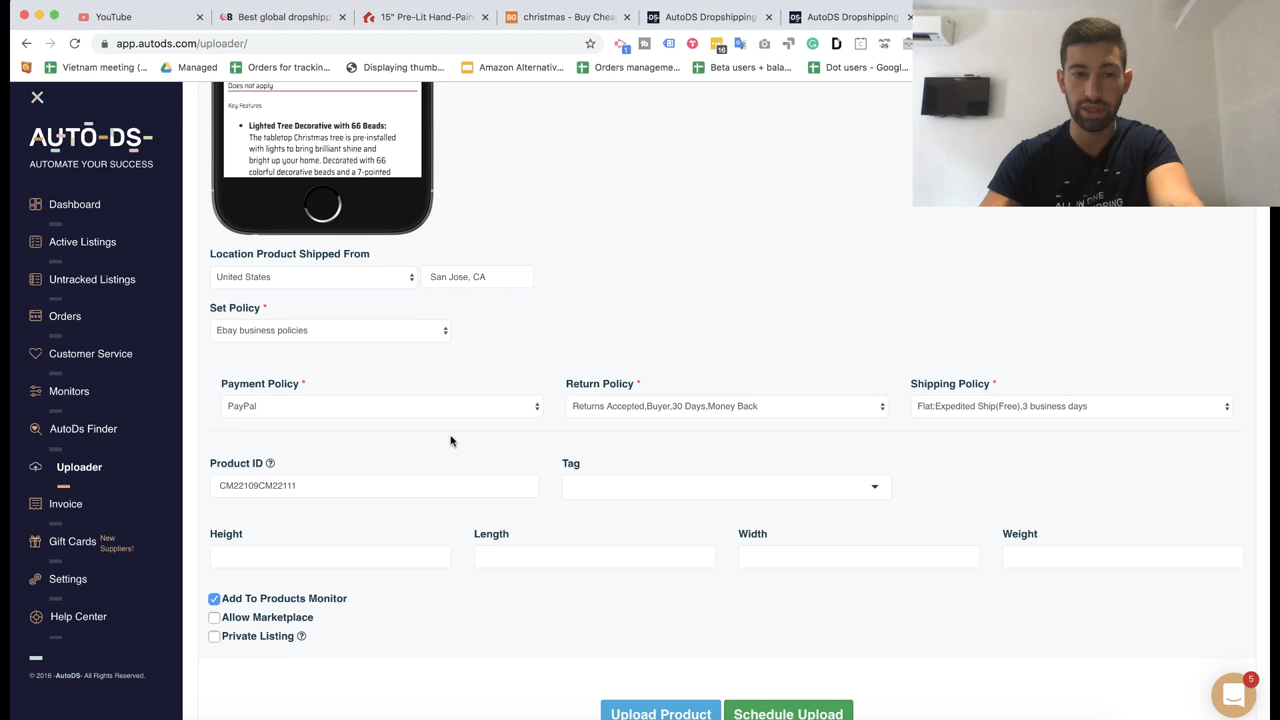 YouTube
Best global dropshipp
15" Pre-Lit Hand-Pain
christmas - Buy Chea
AutoDS Dropshipping
AutoDS Dropshipping
app.autods.com/uploader/
16
Vietnam meeting (...
Managed
Orders for trackin...
Displaying thumb...
Amazon Alternativ...
Orders manageme...
Beta users + bala...
Dot users - Googl...
AUTO-DS-
AUTOMATE YOUR SUCCESS
Dashboard
Active Listings
Untracked Listings
Orders
Customer Service
Monitors
AutoDs Finder
Uploader
Invoice
Gift Cards New Suppliers!
Settings
Help Center
© 2016 -AutoDS- All Rights Reserved.
Does not apply
Key Features
Lighted Tree Decorative with 66 Beads:
The tabletop Christmas tree is pre-installed
with lights to bring brilliant shine and
bright up your home. Decorated with 66
colorful decorative beads and a 7-pointed
Location Product Shipped From
United States San Jose, CA
Set Policy *
Ebay business policies
Payment Policy * Return Policy * Shipping Policy *
PayPal Returns Accepted,Buyer,30 Days,Money Back Flat:Expedited Ship(Free),3 business days
Product ID Tag
CM22109CM22111
Height Length Width Weight
Add To Products Monitor
Allow Marketplace
Private Listing
Upload Product Schedule Upload
5
ALL IN ONE